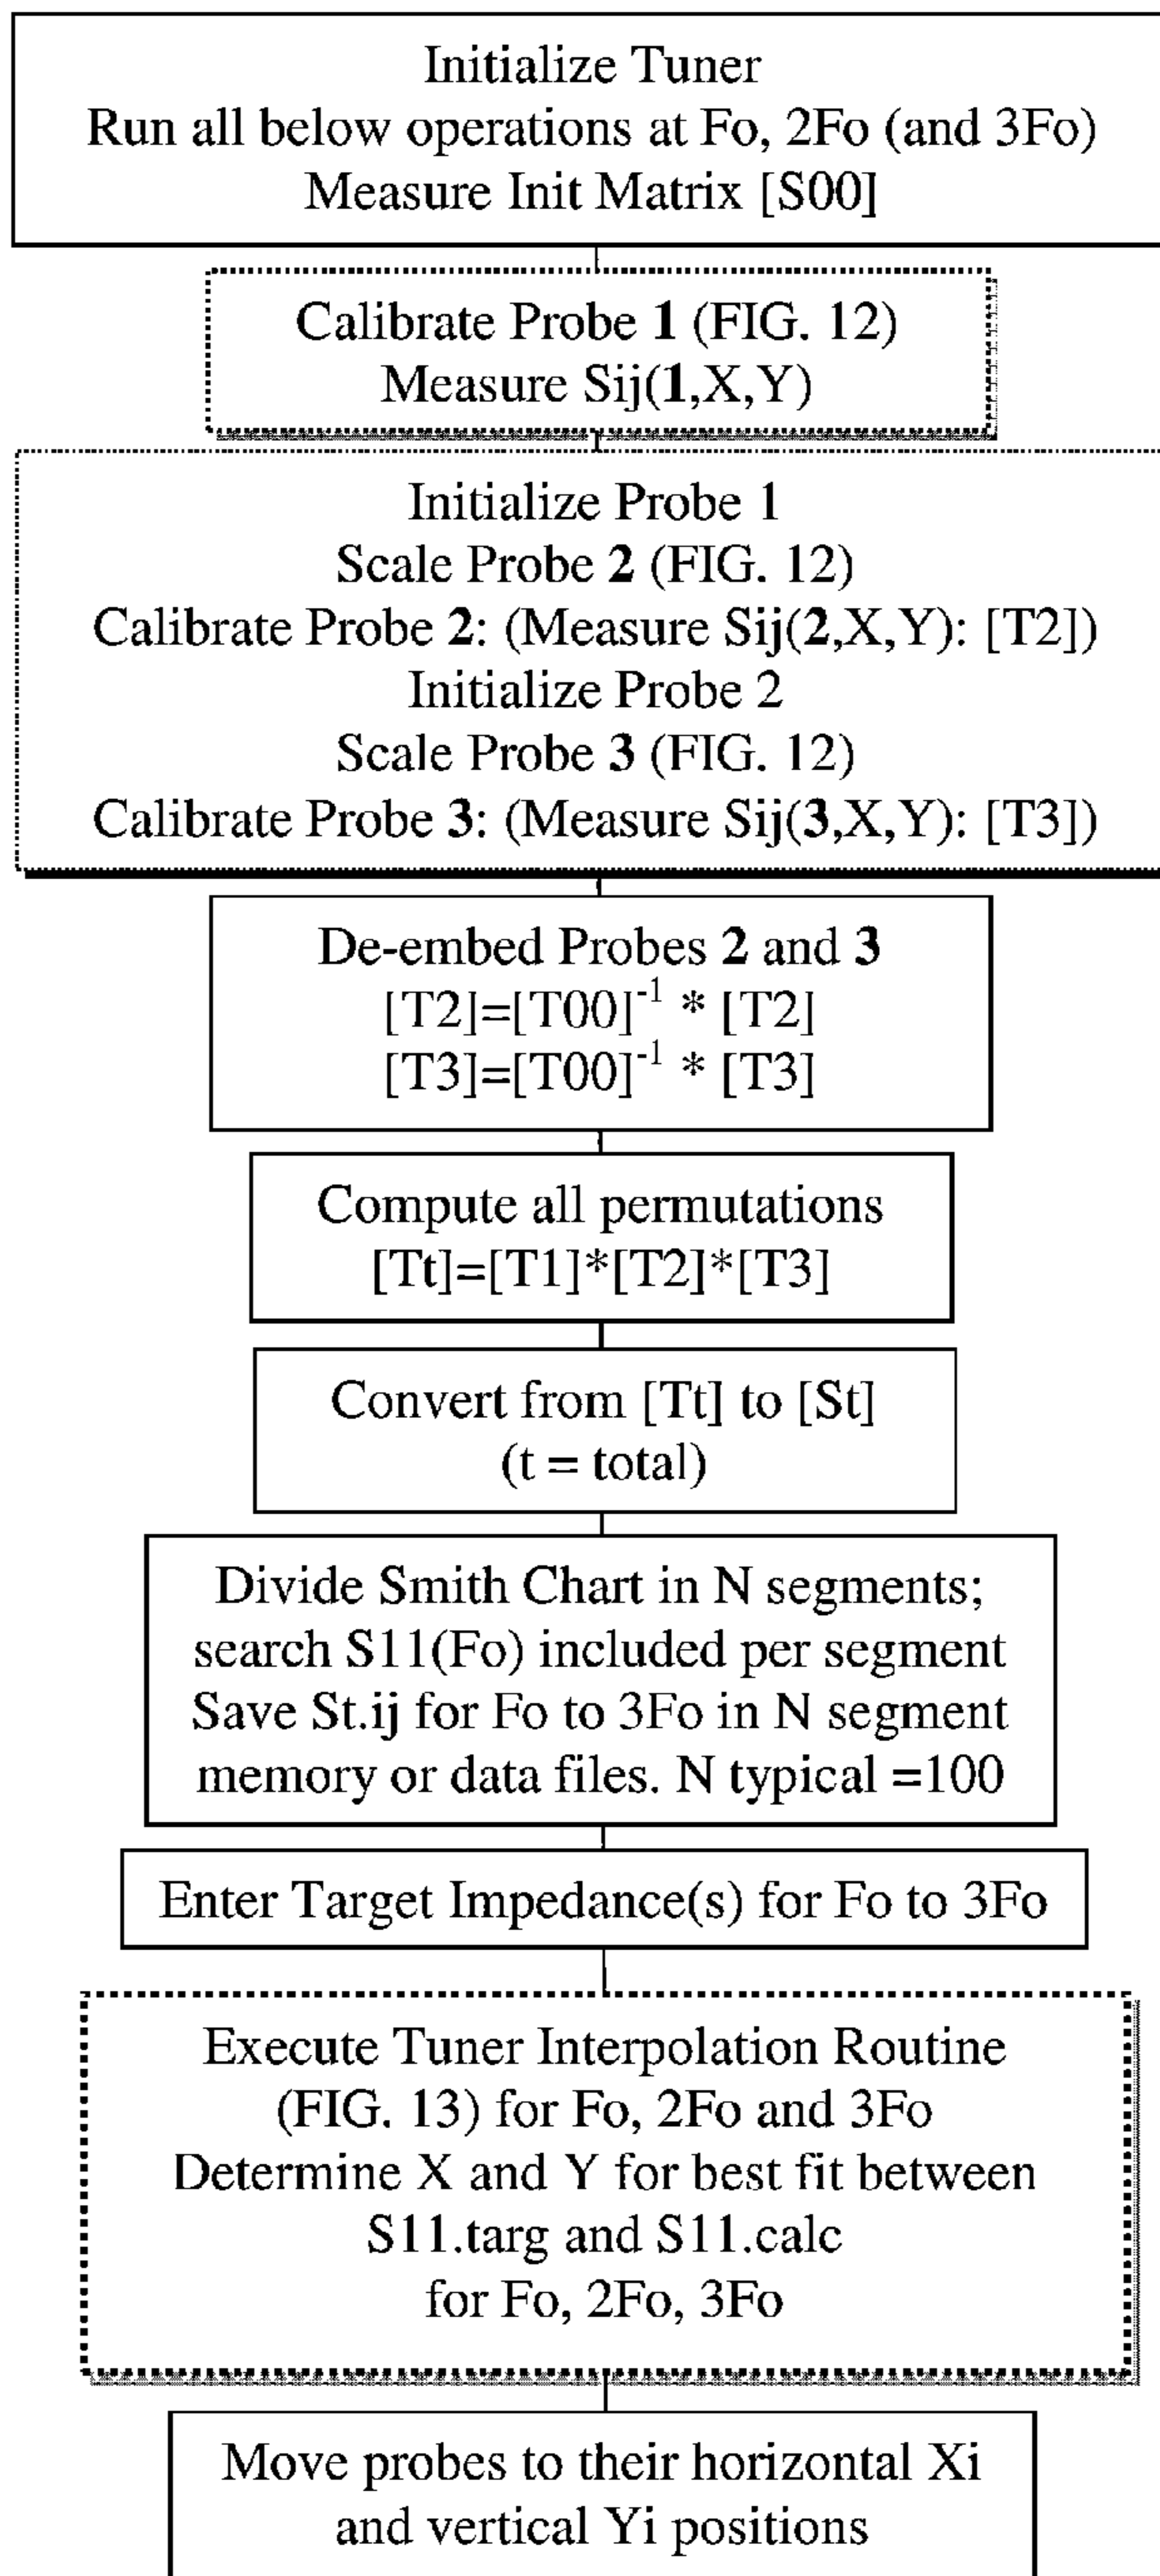 Initialize Tuner
Run all below operations at Fo, 2Fo (and 3Fo)
Measure Init Matrix [S00]
Calibrate Probe 1 (FIG. 12)
Measure Sij(1,X,Y)
Initialize Probe 1
Scale Probe 2 (FIG. 12)
Calibrate Probe 2: (Measure Sij(2,X,Y): [T2])
Initialize Probe 2
Scale Probe 3 (FIG. 12)
Calibrate Probe 3: (Measure Sij(3,X,Y): [T3])
De-embed Probes 2 and 3
[T2]=[T00]⁻¹ * [T2]
[T3]=[T00]⁻¹ * [T3]
Compute all permutations
[Tt]=[T1]*[T2]*[T3]
Convert from [Tt] to [St]
(t = total)
Divide Smith Chart in N segments;
search S11(Fo) included per segment
Save St.ij for Fo to 3Fo in N segment
memory or data files. N typical =100
Enter Target Impedance(s) for Fo to 3Fo
Execute Tuner Interpolation Routine
(FIG. 13) for Fo, 2Fo and 3Fo
Determine X and Y for best fit between
S11.targ and S11.calc
for Fo, 2Fo, 3Fo
Move probes to their horizontal Xi
and vertical Yi positions